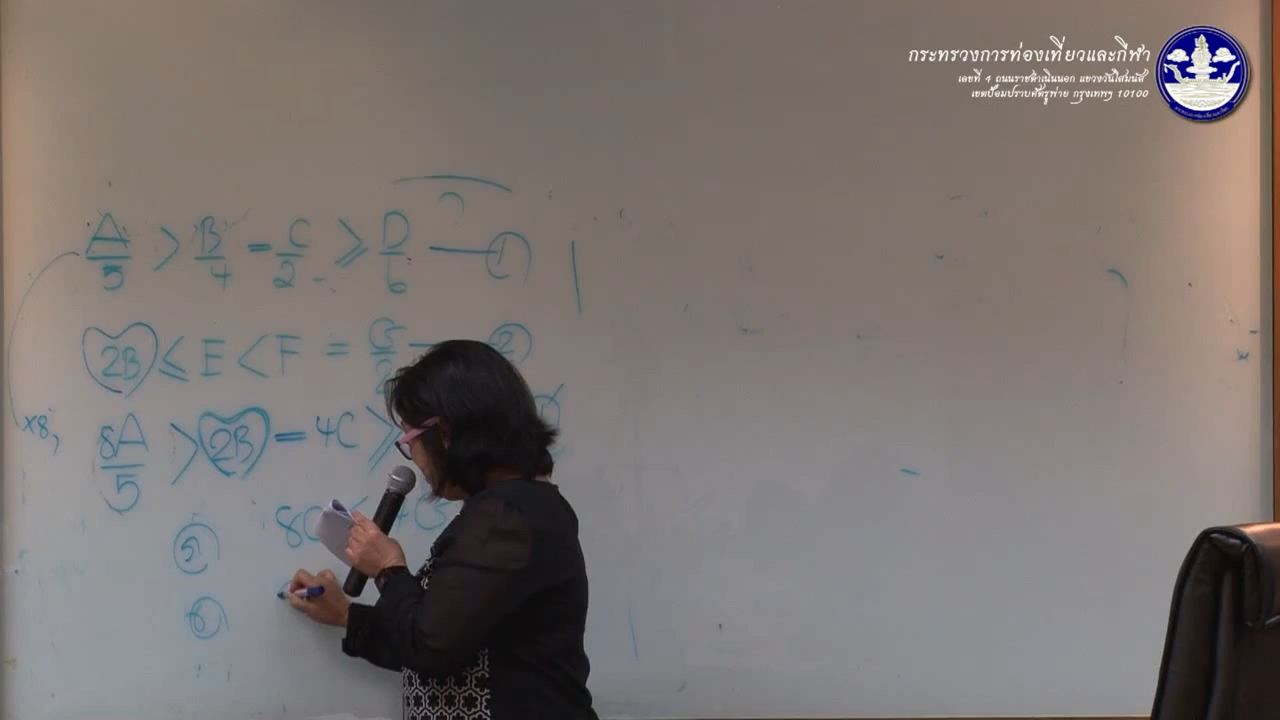 กระทรวงการท่องเที่ยวและกีฬา
เลขที่ 4 ถนนราชดำเนินนอก แขวงวัดโสมนัส
เขตป้อมปราบศัตรูพ่าย กรุงเทพฯ 10100
A/5 > B/4 = C/2 ≥ D/6 — ①
2B ≤ E < F = G/2 — ②
×8, 8A/5 > 2B = 4C ≥